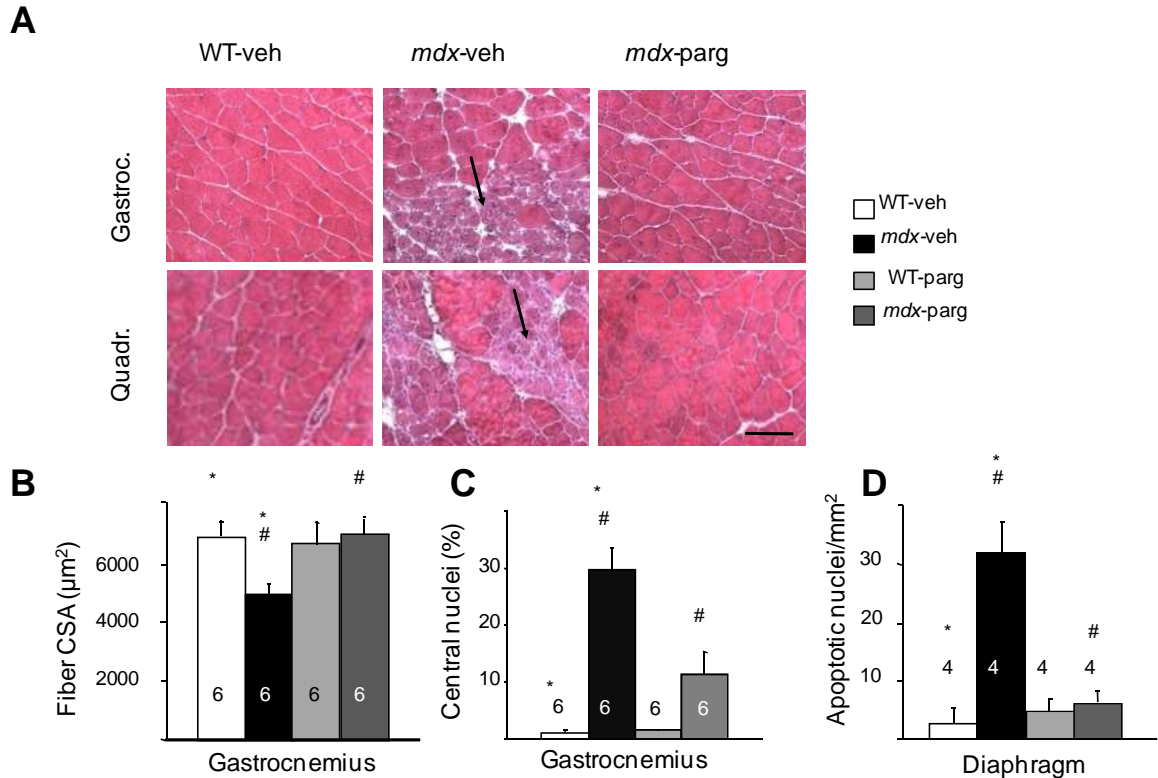 A
WT-veh
mdx-veh
mdx-parg
Gastroc.
Quadr.
WT-veh
mdx-veh
WT-parg
mdx-parg
B
* * # #
Fiber CSA (µm²)
6000
4000
2000
6 6 6 6
Gastrocnemius
C
* * # #
Central nuclei (%)
30
20
10
6 6 6 6
Gastrocnemius
D
* * # #
Apoptotic nuclei/mm²
30
20
10
4 4 4 4
Diaphragm